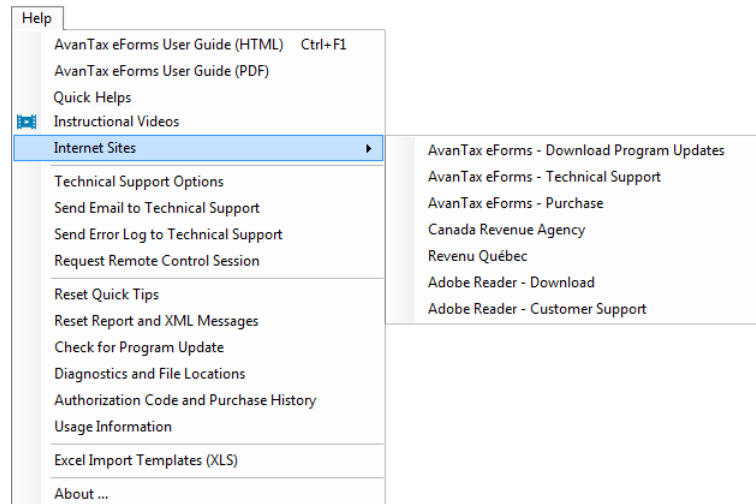 Help
AvanTax eForms User Guide (HTML) Ctrl+F1
AvanTax eForms User Guide (PDF)
Quick Helps
Instructional Videos
Internet Sites
Technical Support Options
Send Email to Technical Support
Send Error Log to Technical Support
Request Remote Control Session
Reset Quick Tips
Reset Report and XML Messages
Check for Program Update
Diagnostics and File Locations
Authorization Code and Purchase History
Usage Information
Excel Import Templates (XLS)
About ...
AvanTax eForms - Download Program Updates
AvanTax eForms - Technical Support
AvanTax eForms - Purchase
Canada Revenue Agency
Revenu Québec
Adobe Reader - Download
Adobe Reader - Customer Support